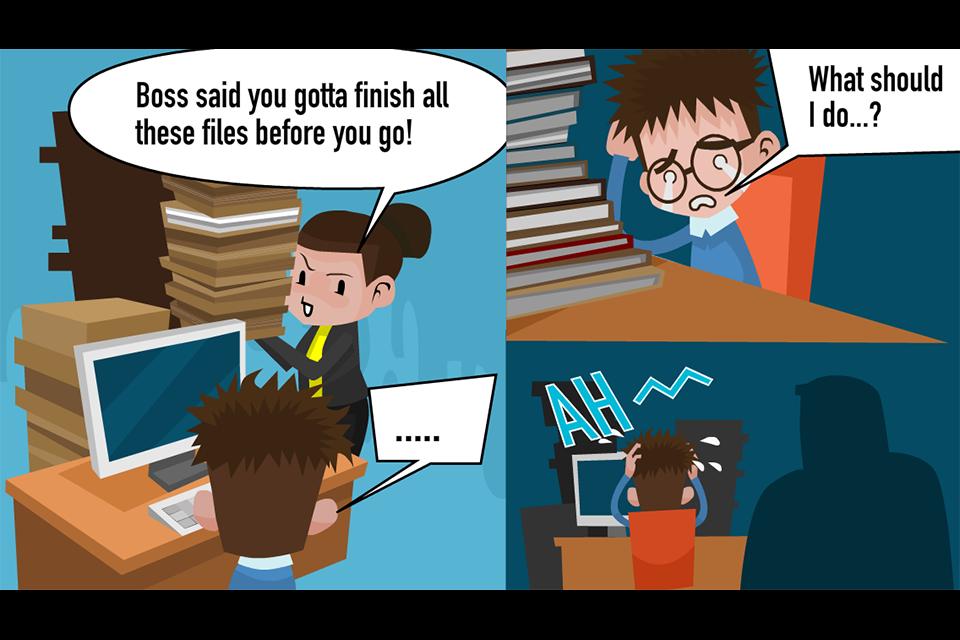 Boss said you gotta finish all
these files before you go!
.....
What should
I do...?
AH